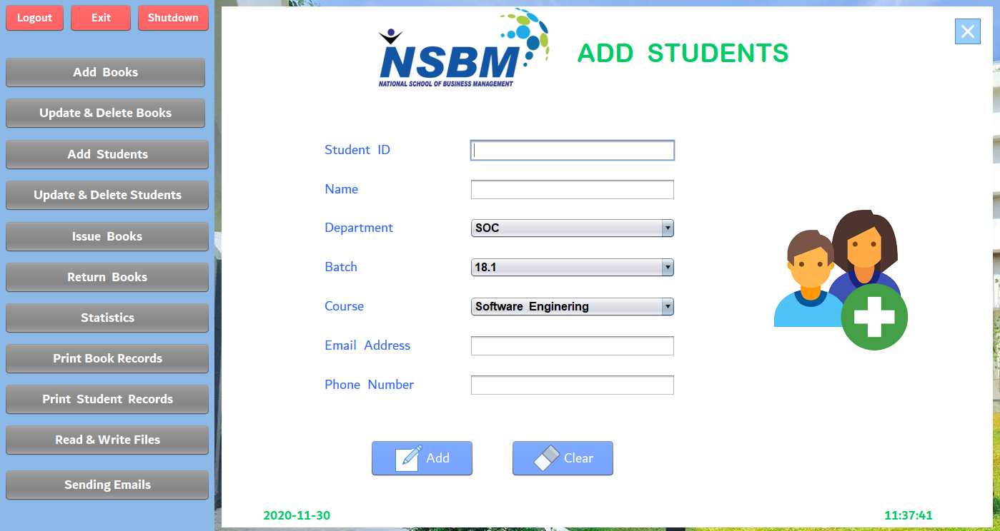 Logout Exit Shutdown
Add Books
Update & Delete Books
Add Students
Update & Delete Students
Issue Books
Return Books
Statistics
Print Book Records
Print Student Records
Read & Write Files
Sending Emails
NSBM
NATIONAL SCHOOL OF BUSINESS MANAGEMENT
ADD STUDENTS
Student ID
Name
Department SOC
Batch 18.1
Course Software Enginering
Email Address
Phone Number
Add Clear
2020-11-30 11:37:41